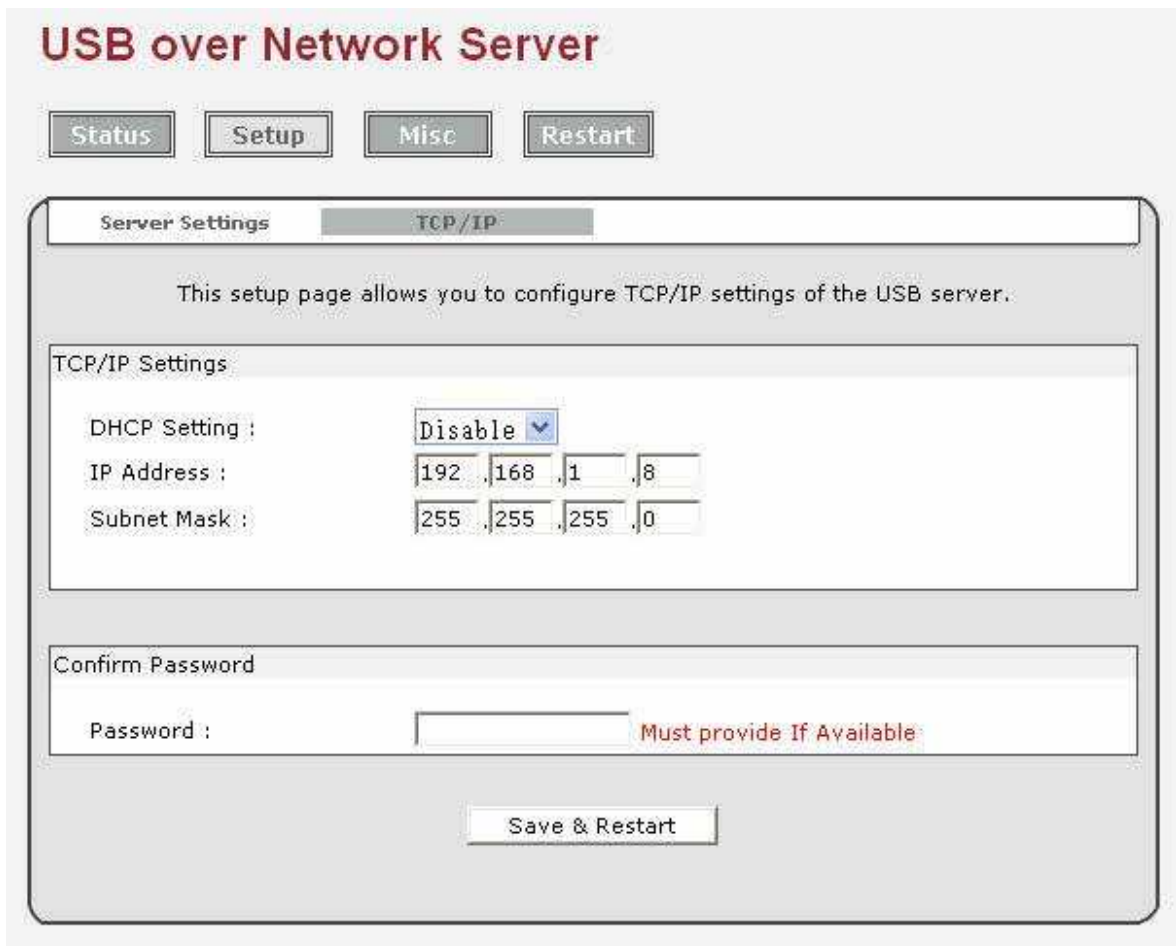 USB over Network Server
Status Setup Misc Restart
Server Settings TCP/IP
This setup page allows you to configure TCP/IP settings of the USB server.
TCP/IP Settings
DHCP Setting : Disable
IP Address : 192 .168 .1 .8
Subnet Mask : 255 .255 .255 .0
Confirm Password
Password : Must provide If Available
Save & Restart